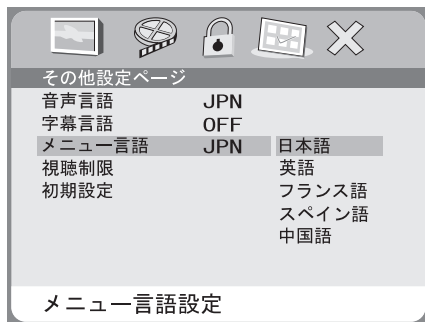 その他設定ページ
音声言語 JPN
字幕言語 OFF
メニュー言語 JPN 日本語
視聴制限 英語
初期設定 フランス語
スペイン語
中国語
メニュー言語設定